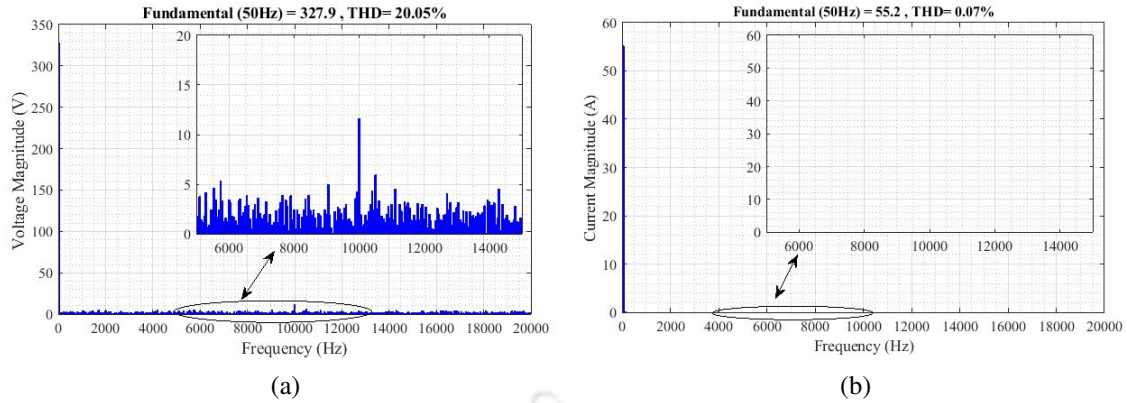 Fundamental (50Hz) = 327.9 , THD= 20.05%
350
300
250
200
150
100
50
0
Voltage Magnitude (V)
20
15
10
5
0
6000 8000 10000 12000 14000
0 2000 4000 6000 8000 10000 12000 14000 16000 18000 20000
Frequency (Hz)
(a)
Fundamental (50Hz) = 55.2 , THD= 0.07%
60
50
40
30
20
10
0
Current Magnitude (A)
60
50
40
30
20
10
0
6000 8000 10000 12000 14000
0 2000 4000 6000 8000 10000 12000 14000 16000 18000 20000
Frequency (Hz)
(b)